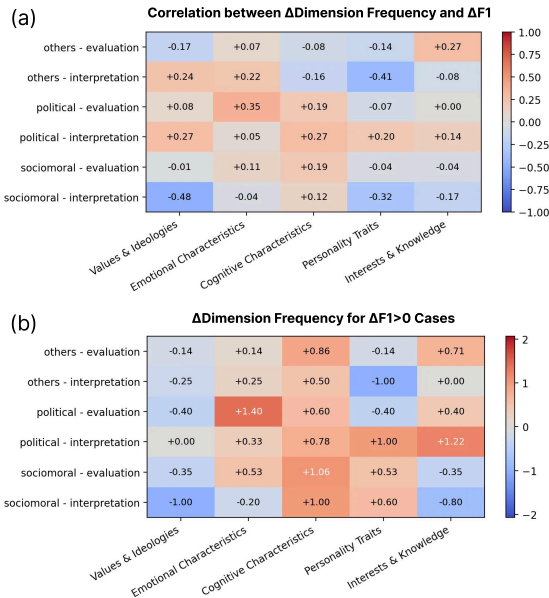 (a)
Correlation between ΔDimension Frequency and ΔF1
others - evaluation -0.17 +0.07 -0.08 -0.14 +0.27
others - interpretation +0.24 +0.22 -0.16 -0.41 -0.08
political - evaluation +0.08 +0.35 +0.19 -0.07 +0.00
political - interpretation +0.27 +0.05 +0.27 +0.20 +0.14
sociomoral - evaluation -0.01 +0.11 +0.19 -0.04 -0.04
sociomoral - interpretation -0.48 -0.04 +0.12 -0.32 -0.17
Values & Ideologies
Emotional Characteristics
Cognitive Characteristics
Personality Traits
Interests & Knowledge
1.00
0.75
0.50
0.25
0.00
−0.25
−0.50
−0.75
−1.00
(b)
ΔDimension Frequency for ΔF1>0 Cases
others - evaluation -0.14 +0.14 +0.86 -0.14 +0.71
others - interpretation -0.25 +0.25 +0.50 -1.00 +0.00
political - evaluation -0.40 +1.40 +0.60 -0.40 +0.40
political - interpretation +0.00 +0.33 +0.78 +1.00 +1.22
sociomoral - evaluation -0.35 +0.53 +1.06 +0.53 -0.35
sociomoral - interpretation -1.00 -0.20 +1.00 +0.60 -0.80
Values & Ideologies
Emotional Characteristics
Cognitive Characteristics
Personality Traits
Interests & Knowledge
2
1
0
−1
−2